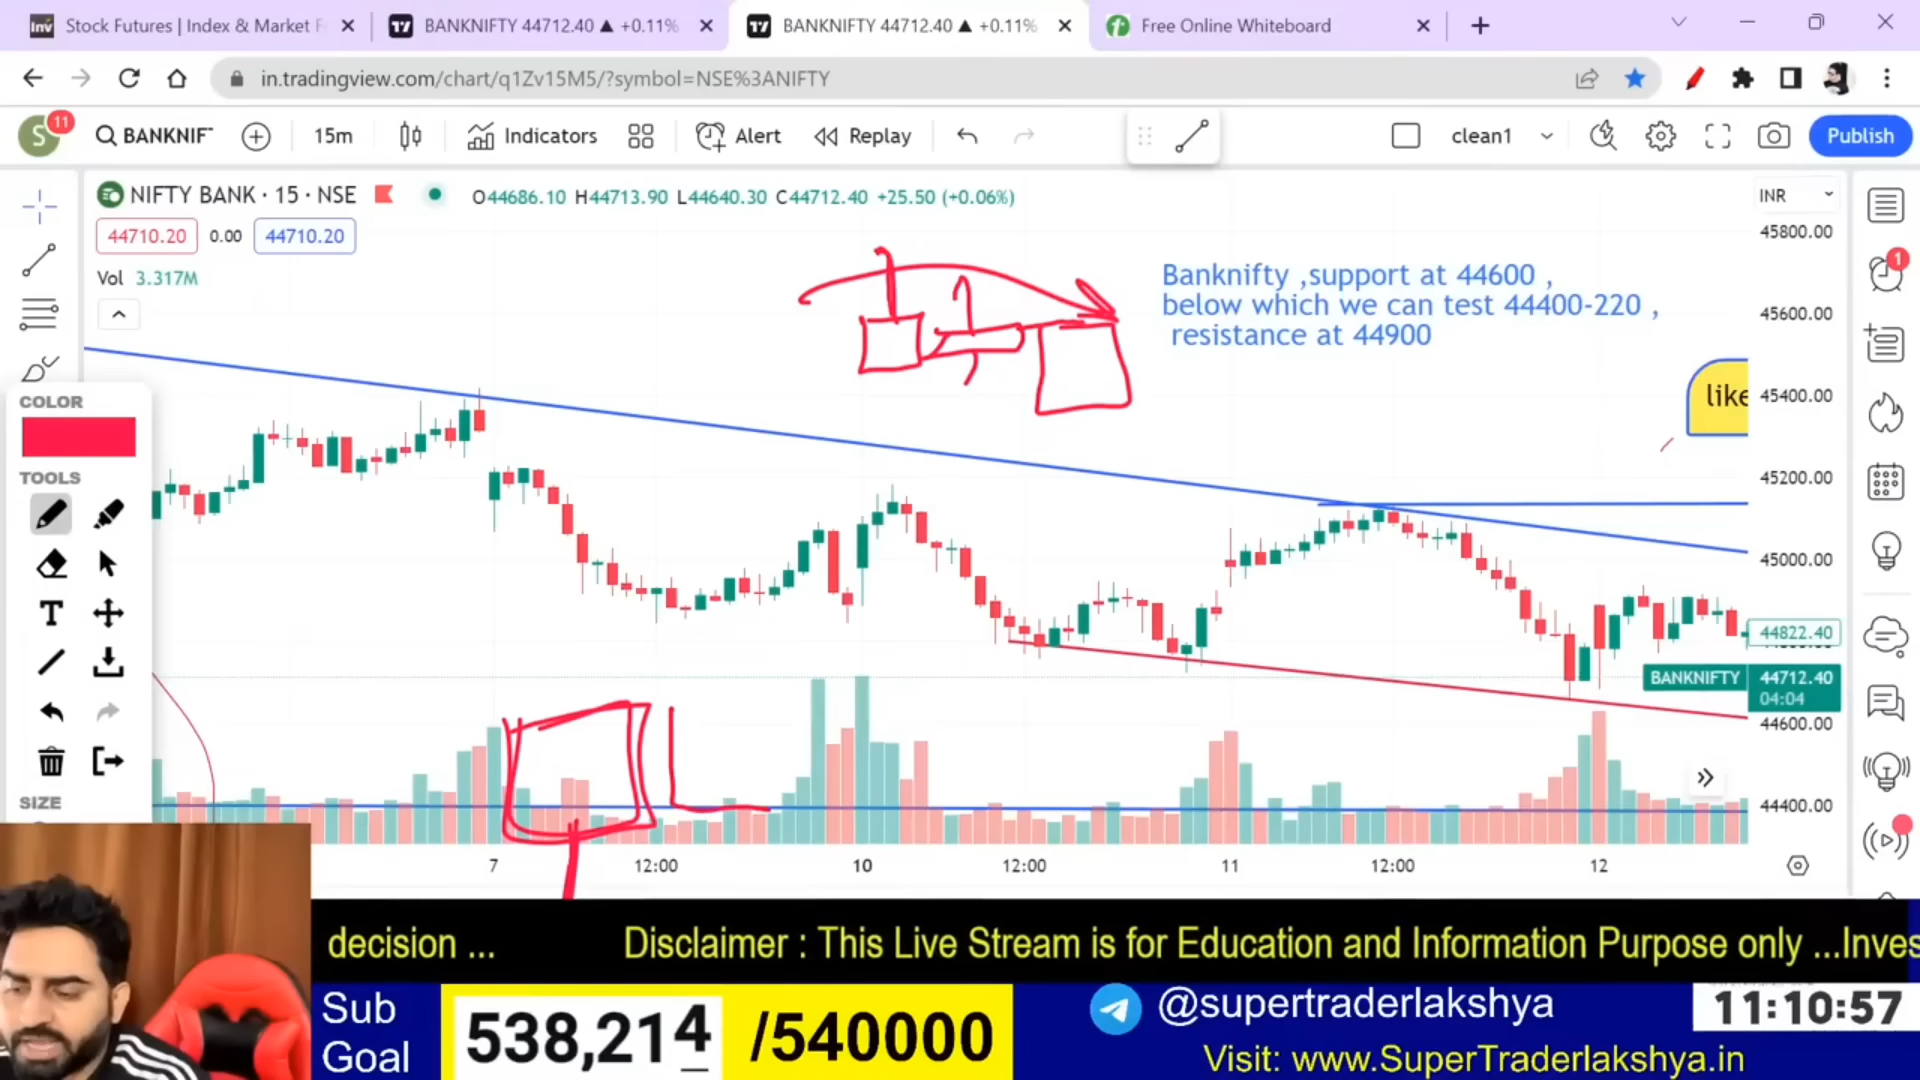 Stock Futures | Index & Market F
BANKNIFTY 44712.40 ▲ +0.11%
BANKNIFTY 44712.40 ▲ +0.11%
Free Online Whiteboard
in.tradingview.com/chart/q1Zv15M5/?symbol=NSE%3ANIFTY
S
11
BANKNIF
15m
Indicators
Alert
Replay
clean1
Publish
NIFTY BANK · 15 · NSE
O44686.10 H44713.90 L44640.30 C44712.40 +25.50 (+0.06%)
INR
44710.20
0.00
44710.20
Vol 3.317M
Banknifty ,support at 44600 ,
below which we can test 44400-220 ,
resistance at 44900
like
COLOR
TOOLS
T
SIZE
45800.00
45600.00
45400.00
45200.00
45000.00
44822.40
BANKNIFTY 44712.40
04:04
44600.00
44400.00
1
7
12:00
10
12:00
11
12:00
12
decision ...
Disclaimer : This Live Stream is for Education and Information Purpose only ...Inves
Sub
Goal
538,214
/540000
@supertraderlakshya
Visit: www.SuperTraderlakshya.in
11:10:57